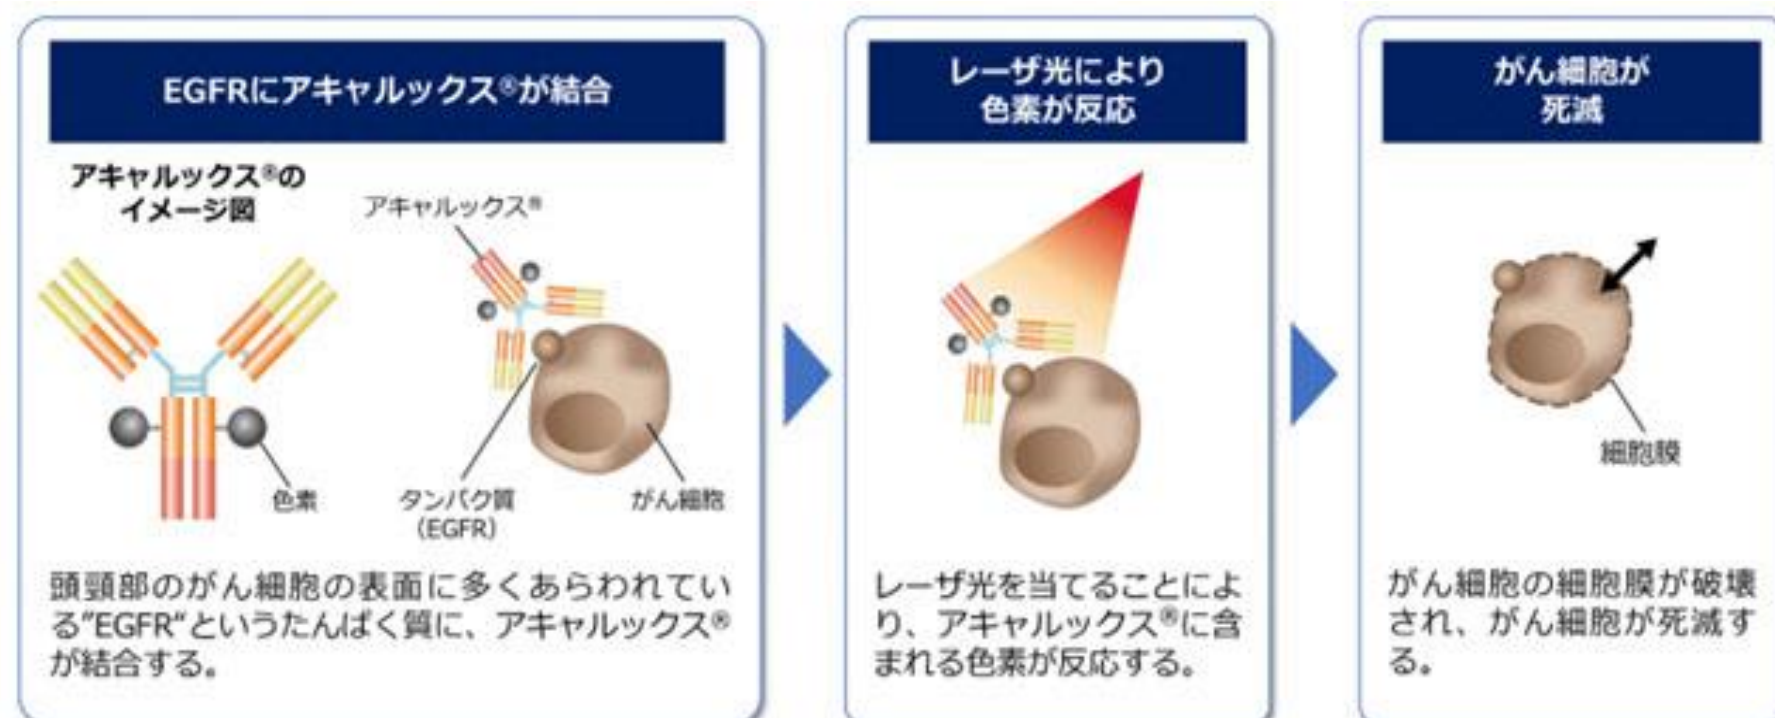 EGFRにアキャルックス®が結合
アキャルックス®の
イメージ図
アキャルックス®
色素
タンパク質
（EGFR）
がん細胞
頭頸部のがん細胞の表面に多くあらわれてい
る"EGFR"というたんぱく質に、アキャルックス®
が結合する。
レーザ光により
色素が反応
レーザ光を当てることによ
り、アキャルックス®に含
まれる色素が反応する。
がん細胞が
死滅
細胞膜
がん細胞の細胞膜が破壊
され、がん細胞が死滅す
る。